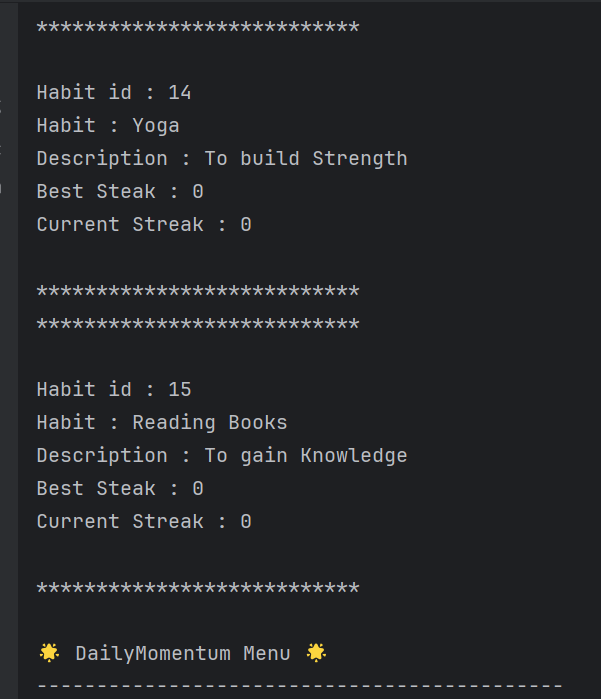 ***************************
Habit id : 14
Habit : Yoga
Description : To build Strength
Best Steak : 0
Current Streak : 0
***************************
***************************
Habit id : 15
Habit : Reading Books
Description : To gain Knowledge
Best Steak : 0
Current Streak : 0
***************************
🌟 DailyMomentum Menu 🌟
--------------------------------------------